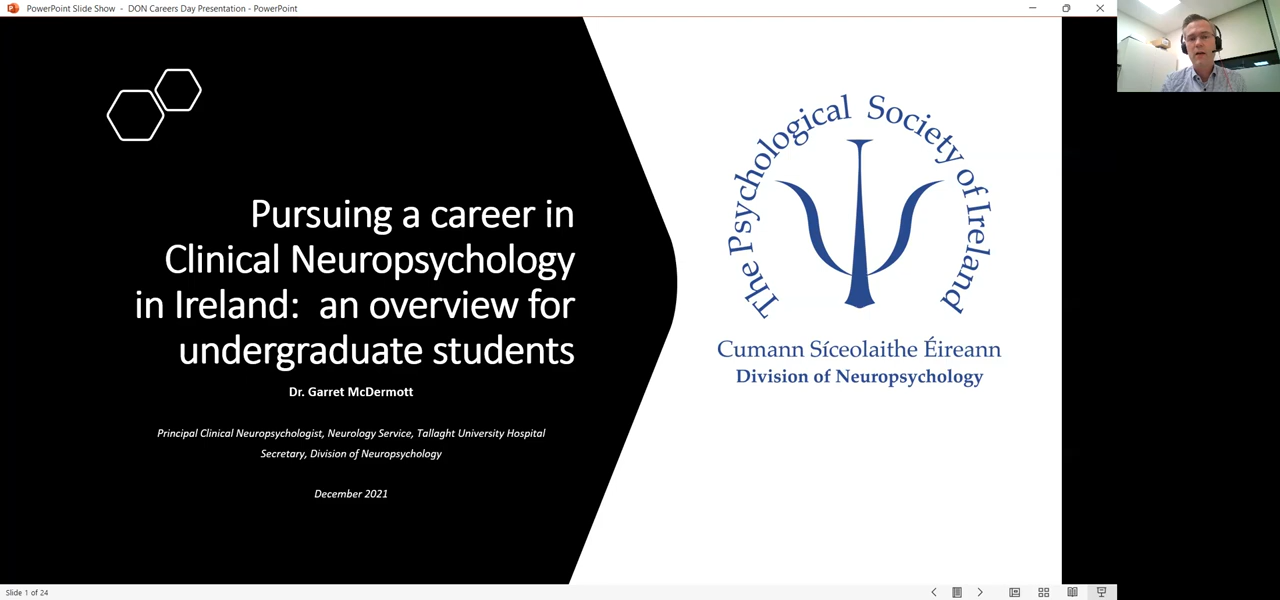 PowerPoint Slide Show - DON Careers Day Presentation - PowerPoint
Pursuing a career in
Clinical Neuropsychology
in Ireland: an overview for
undergraduate students
Dr. Garret McDermott
Principal Clinical Neuropsychologist, Neurology Service, Tallaght University Hospital
Secretary, Division of Neuropsychology
December 2021
The Psychological Society of Ireland
Cumann Síceolaithe Éireann
Division of Neuropsychology
Slide 1 of 24